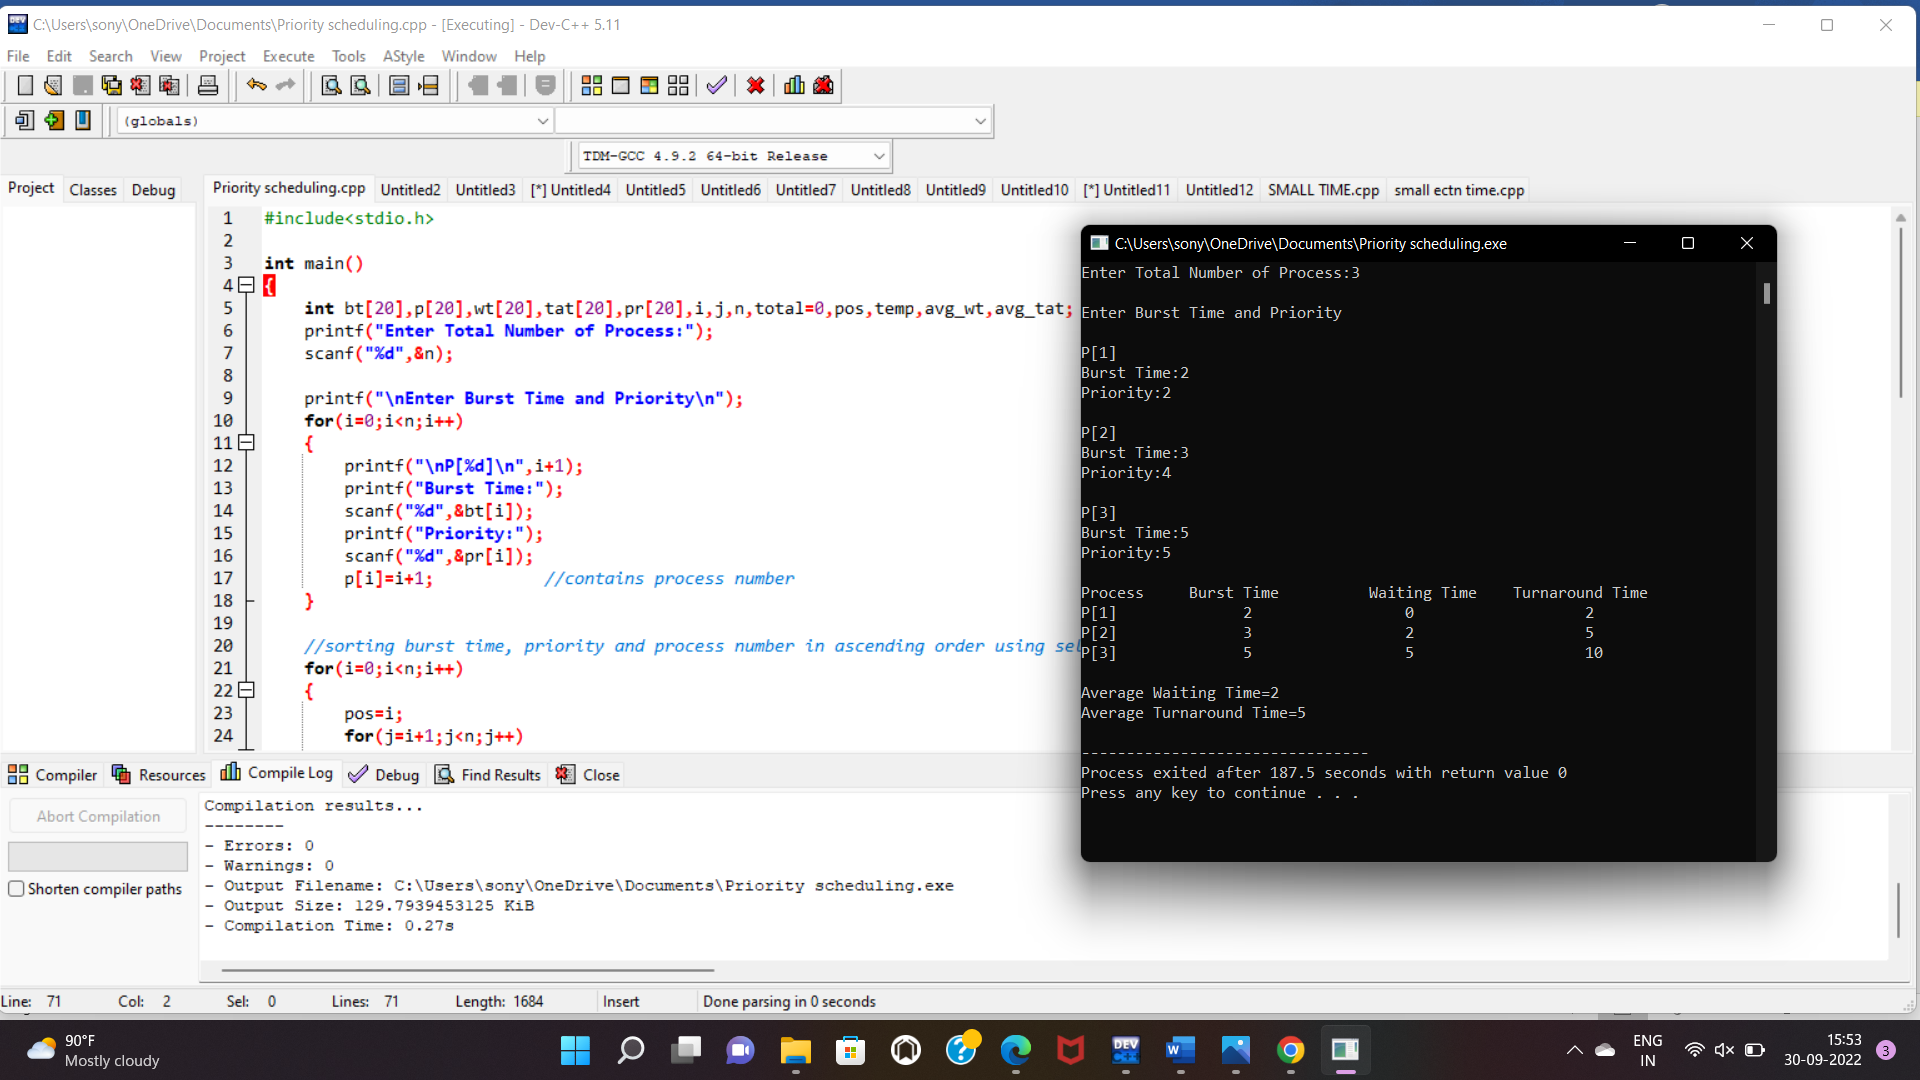 C:\Users\sony\OneDrive\Documents\Priority scheduling.cpp - [Executing] - Dev-C++ 5.11
File Edit Search View Project Execute Tools AStyle Window Help
(globals)
TDM-GCC 4.9.2 64-bit Release
Project Classes Debug
Priority scheduling.cpp Untitled2 Untitled3 [*] Untitled4 Untitled5 Untitled6 Untitled7 Untitled8 Untitled9 Untitled10 [*] Untitled11 Untitled12 SMALL TIME.cpp small ectn time.cpp
1 #include<stdio.h>
2
3 int main()
4 {
5 int bt[20],p[20],wt[20],tat[20],pr[20],i,j,n,total=0,pos,temp,avg_wt,avg_tat;
6 printf("Enter Total Number of Process:");
7 scanf("%d",&n);
8
9 printf("\nEnter Burst Time and Priority\n");
10 for(i=0;i<n;i++)
11 {
12 printf("\nP[%d]\n",i+1);
13 printf("Burst Time:");
14 scanf("%d",&bt[i]);
15 printf("Priority:");
16 scanf("%d",&pr[i]);
17 p[i]=i+1; //contains process number
18 }
19
20 //sorting burst time, priority and process number in ascending order using sel
21 for(i=0;i<n;i++)
22 {
23 pos=i;
24 for(j=i+1;j<n;j++)
C:\Users\sony\OneDrive\Documents\Priority scheduling.exe
Enter Total Number of Process:3
Enter Burst Time and Priority
P[1]
Burst Time:2
Priority:2
P[2]
Burst Time:3
Priority:4
P[3]
Burst Time:5
Priority:5
Process Burst Time Waiting Time Turnaround Time
P[1] 2 0 2
P[2] 3 2 5
P[3] 5 5 10
Average Waiting Time=2
Average Turnaround Time=5
--------------------------------
Process exited after 187.5 seconds with return value 0
Press any key to continue . . .
Compiler Resources Compile Log Debug Find Results Close
Abort Compilation
Shorten compiler paths
Compilation results...
--------
- Errors: 0
- Warnings: 0
- Output Filename: C:\Users\sony\OneDrive\Documents\Priority scheduling.exe
- Output Size: 129.7939453125 KiB
- Compilation Time: 0.27s
Line: 71 Col: 2 Sel: 0 Lines: 71 Length: 1684 Insert Done parsing in 0 seconds
90°F
Mostly cloudy
DEV
C++
W
ENG
IN
15:53
30-09-2022
3